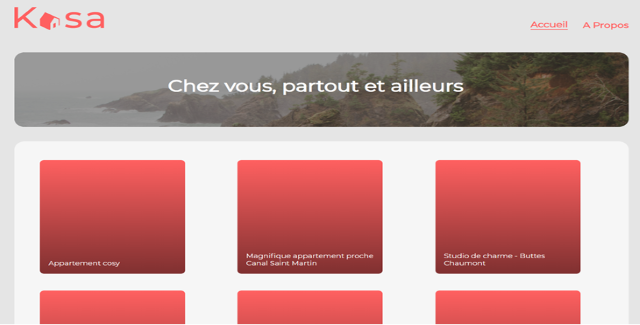 Kasa
Accueil
A Propos
Chez vous, partout et ailleurs
Appartement cosy
Magnifique appartement proche
Canal Saint Martin
Studio de charme - Buttes
Chaumont